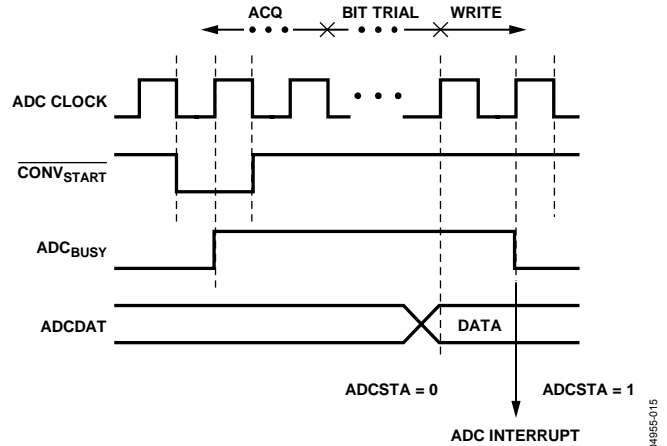 ACQ BIT TRIAL WRITE
ADC CLOCK
CONVSTART
ADCBUSY
ADCDAT DATA
ADCSTA = 0 ADCSTA = 1
ADC INTERRUPT
04955-015